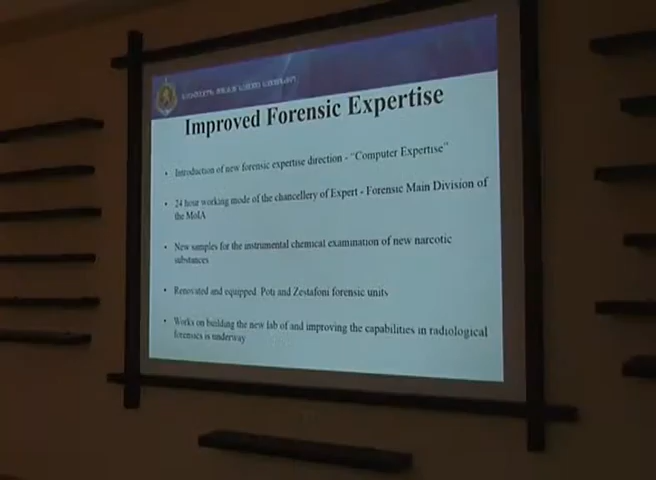 Improved Forensic Expertise
• Introduction of new forensic expertise direction - "Computer Expertise"
• 24 hour working mode of the chancellery of Expert - Forensic Main Division of
the MoIA
• New samples for the instrumental chemical examination of new narcotic
substances
• Renovated and equipped Poti and Zestafoni forensic units
• Works on building the new lab of and improving the capabilities in radiological
forensics is underway